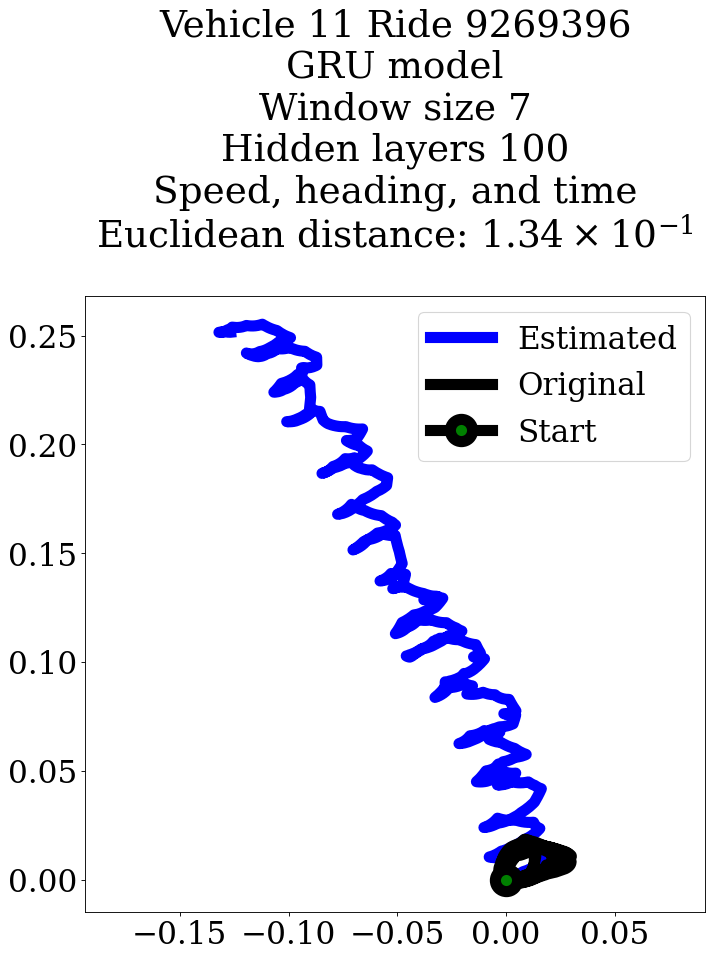 Vehicle 11 Ride 9269396
GRU model
Window size 7
Hidden layers 100
Speed, heading, and time
Euclidean distance: 1.34 × 10⁻¹
Estimated
Original
Start
0.25
0.20
0.15
0.10
0.05
0.00
−0.15 −0.10 −0.05 0.00 0.05